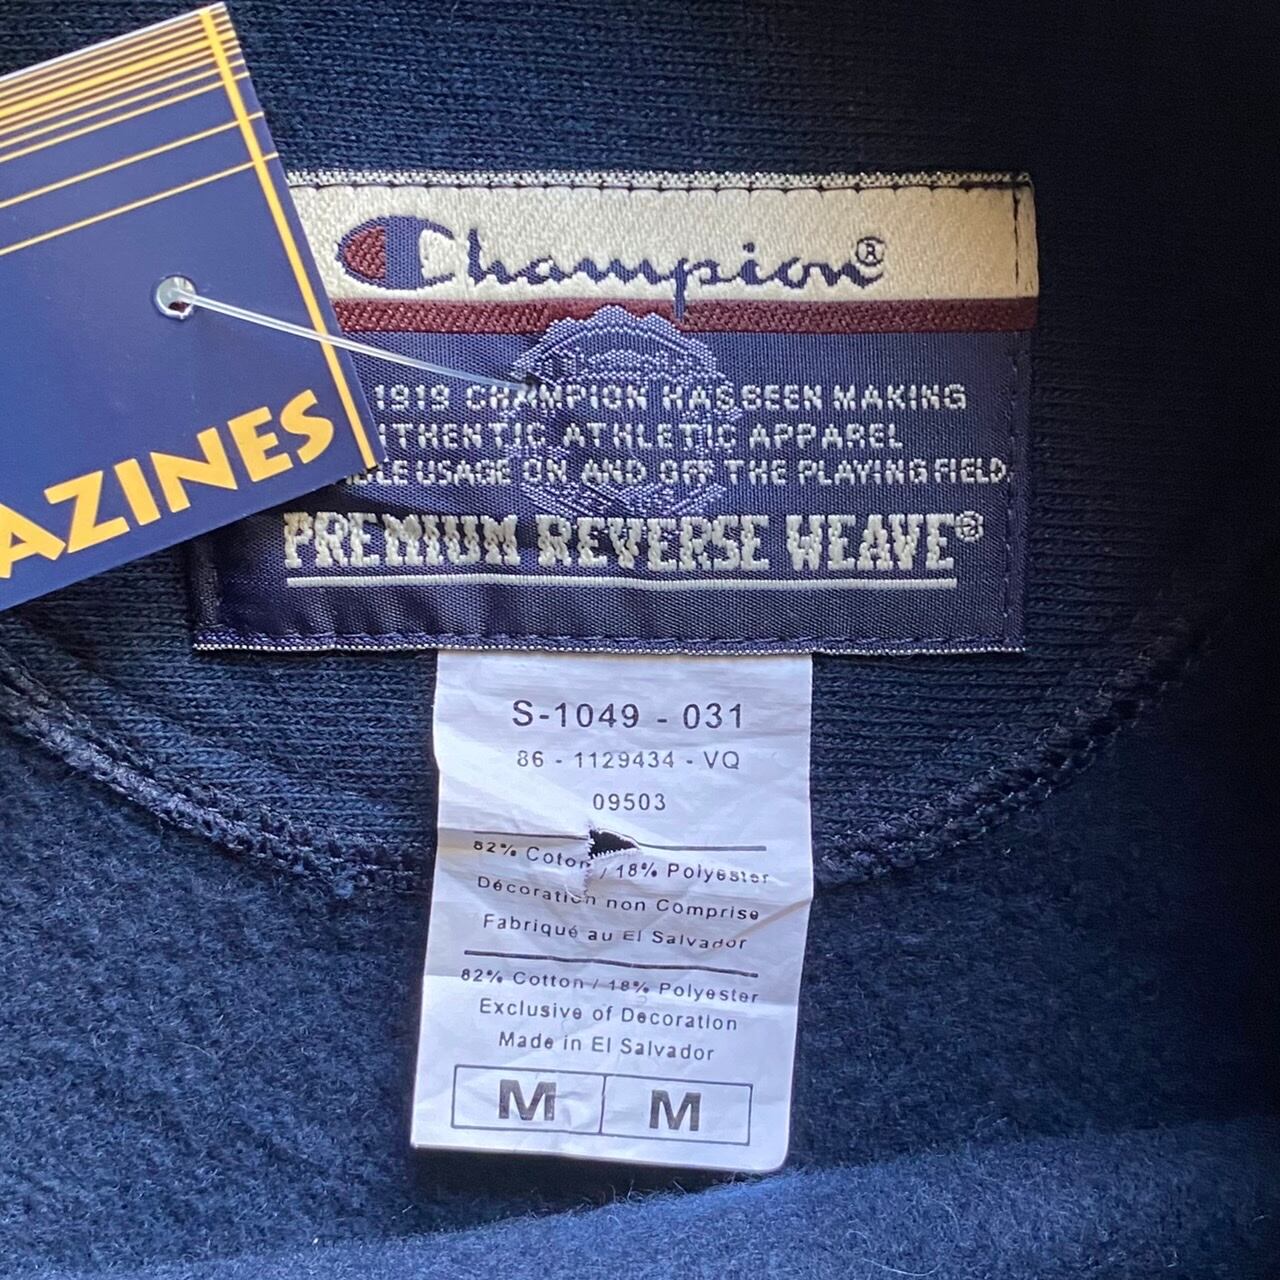 AZINES
Champion®
1919 CHAMPION HAS BEEN MAKING
ATHLETIC APPAREL
USAGE ON AND OFF THE PLAYING FIELD.
PREMIUM REVERSE WEAVE®
S-1049 - 031
86 - 1129434 - VQ
09503
82% Coton / 18% Polyester
Décoration non Comprise
Fabriqué au El Salvador
82% Cotton / 18% Polyester
Exclusive of Decoration
Made in El Salvador
M M